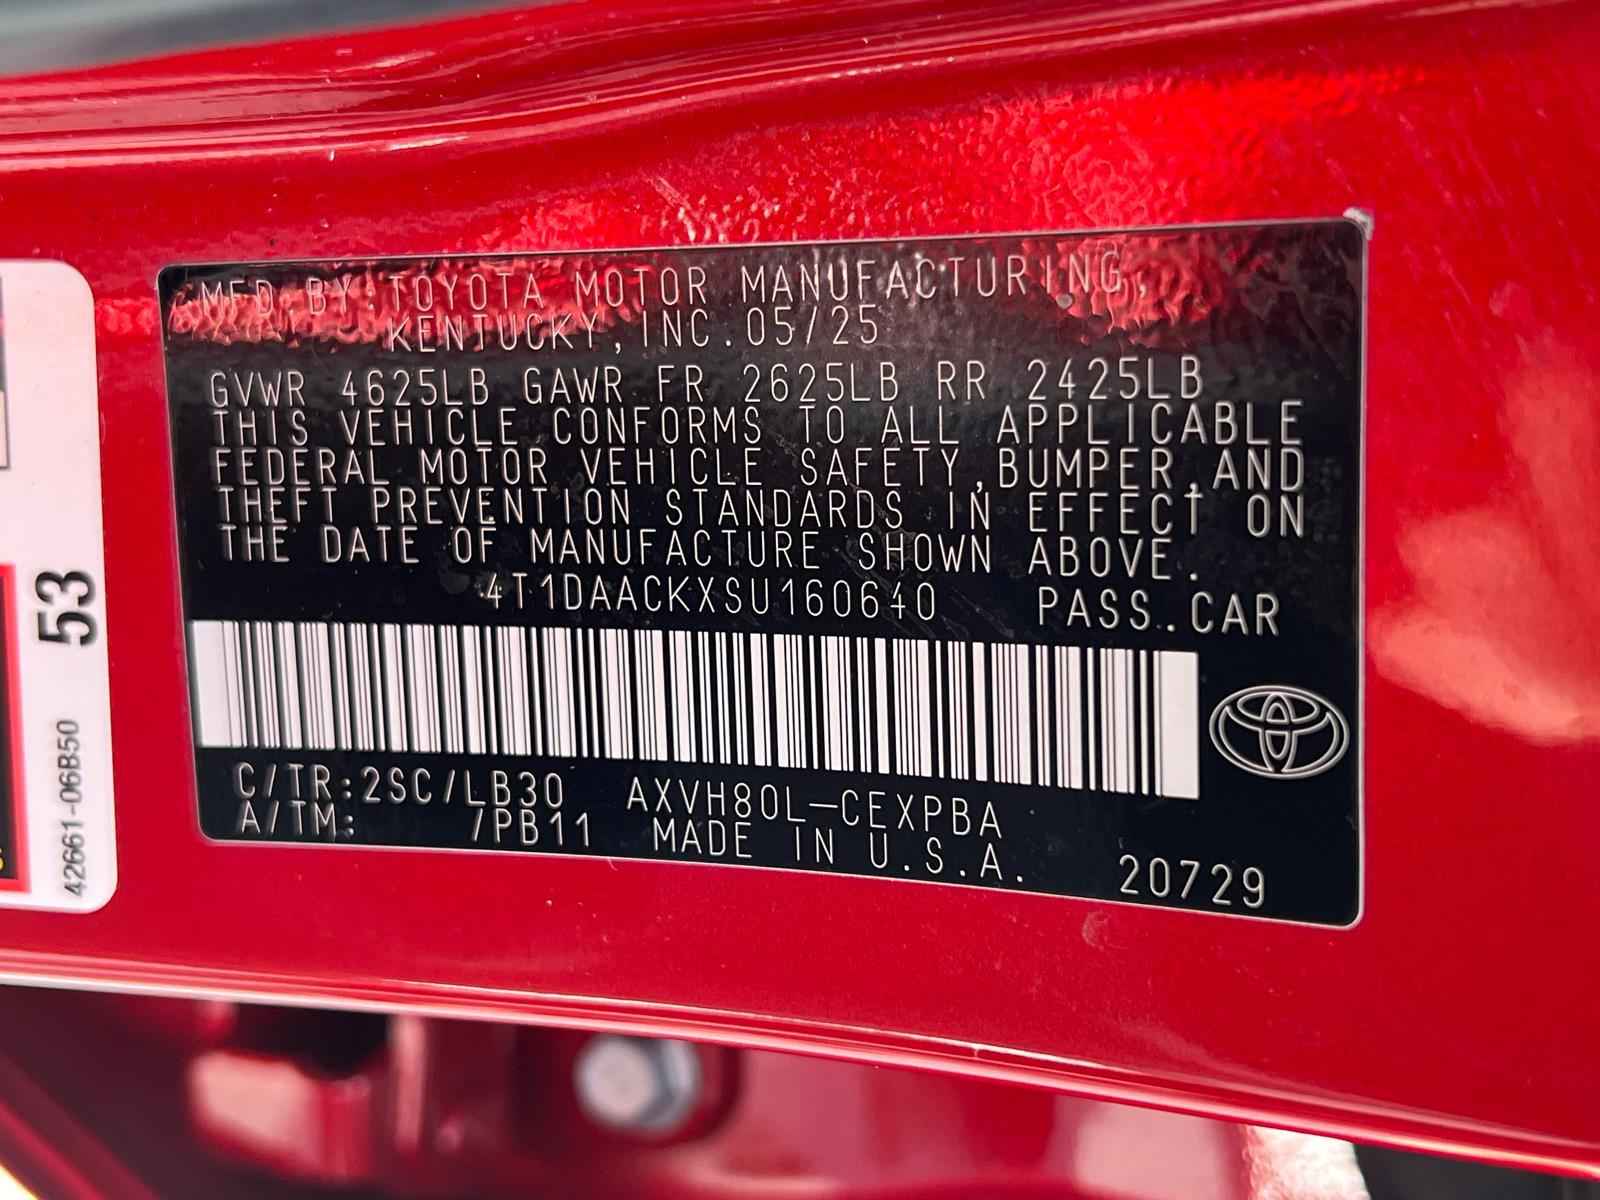 MFD.BY:TOYOTA MOTOR MANUFACTURING,
KENTUCKY,INC.05/25
GVWR 4625LB GAWR FR 2625LB RR 2425LB
THIS VEHICLE CONFORMS TO ALL APPLICABLE
FEDERAL MOTOR VEHICLE SAFETY,BUMPER,AND
THEFT PREVENTION STANDARDS IN EFFECT ON
THE DATE OF MANUFACTURE SHOWN ABOVE.
4T1DAACKXSU160640 PASS.CAR
C/TR:2SC/LB30 AXVH80L-CEXPBA
A/TM: /PB11 MADE IN U.S.A.
20729
53
42661-06B50